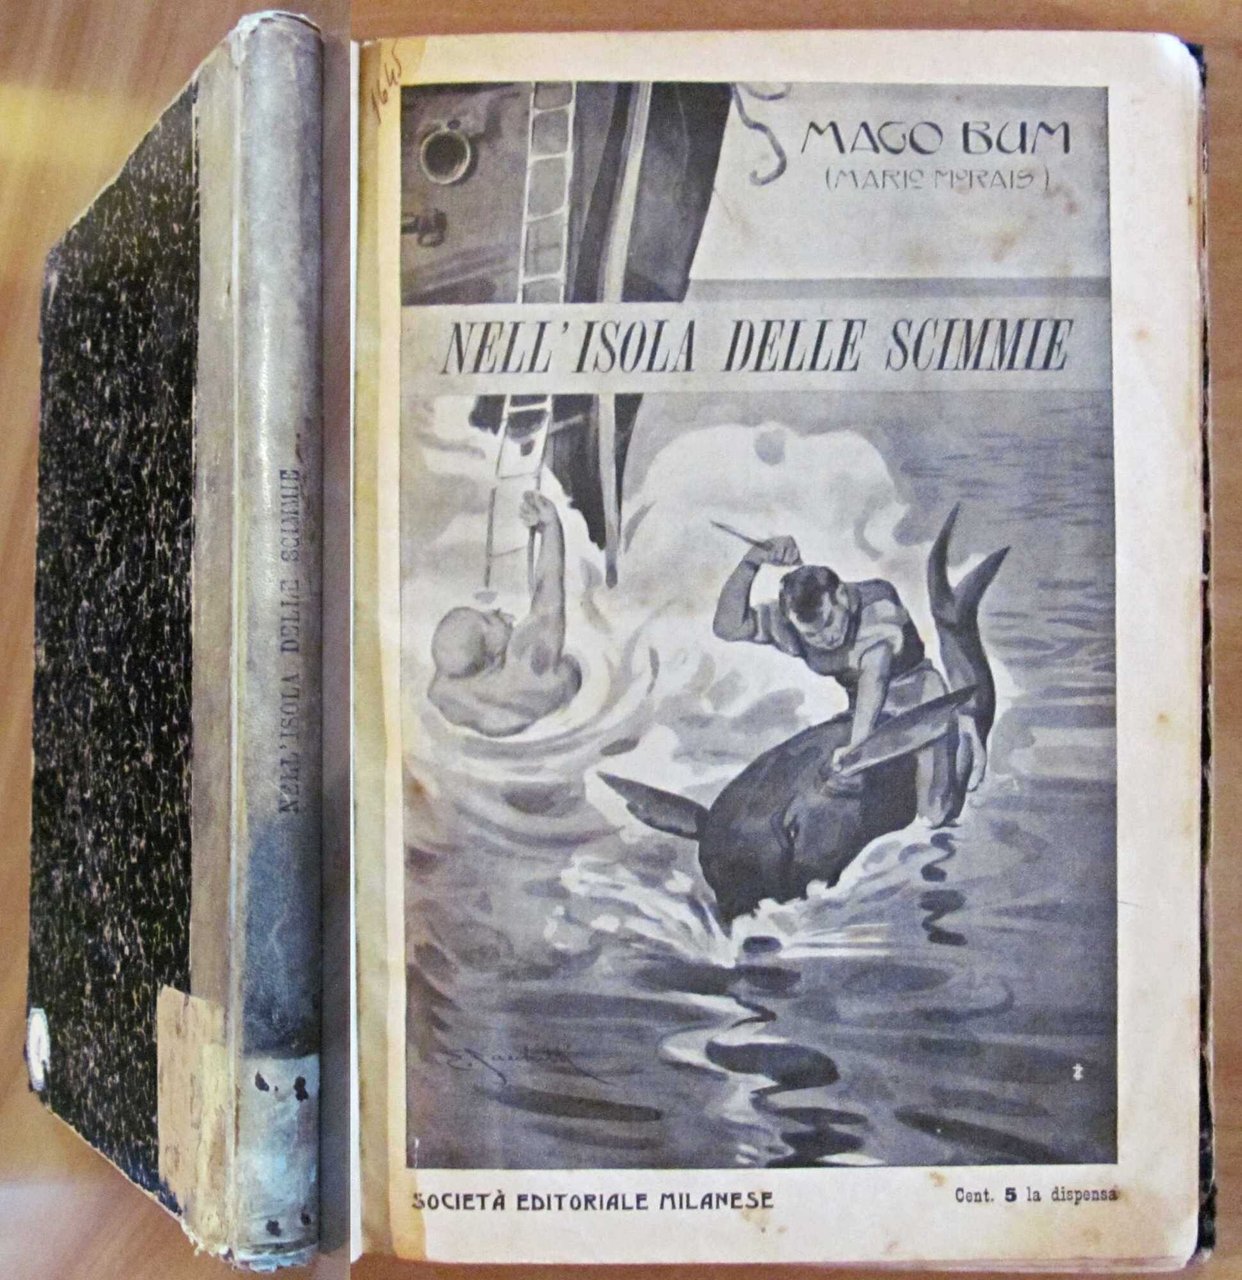 NELL'ISOLA DELLE SCIMMIE
1645
MAGO BUM
(MARIO MORAIS)
NELL'ISOLA DELLE SCIMMIE
SOCIETÀ EDITORIALE MILANESE
Cent. 5 la dispensa